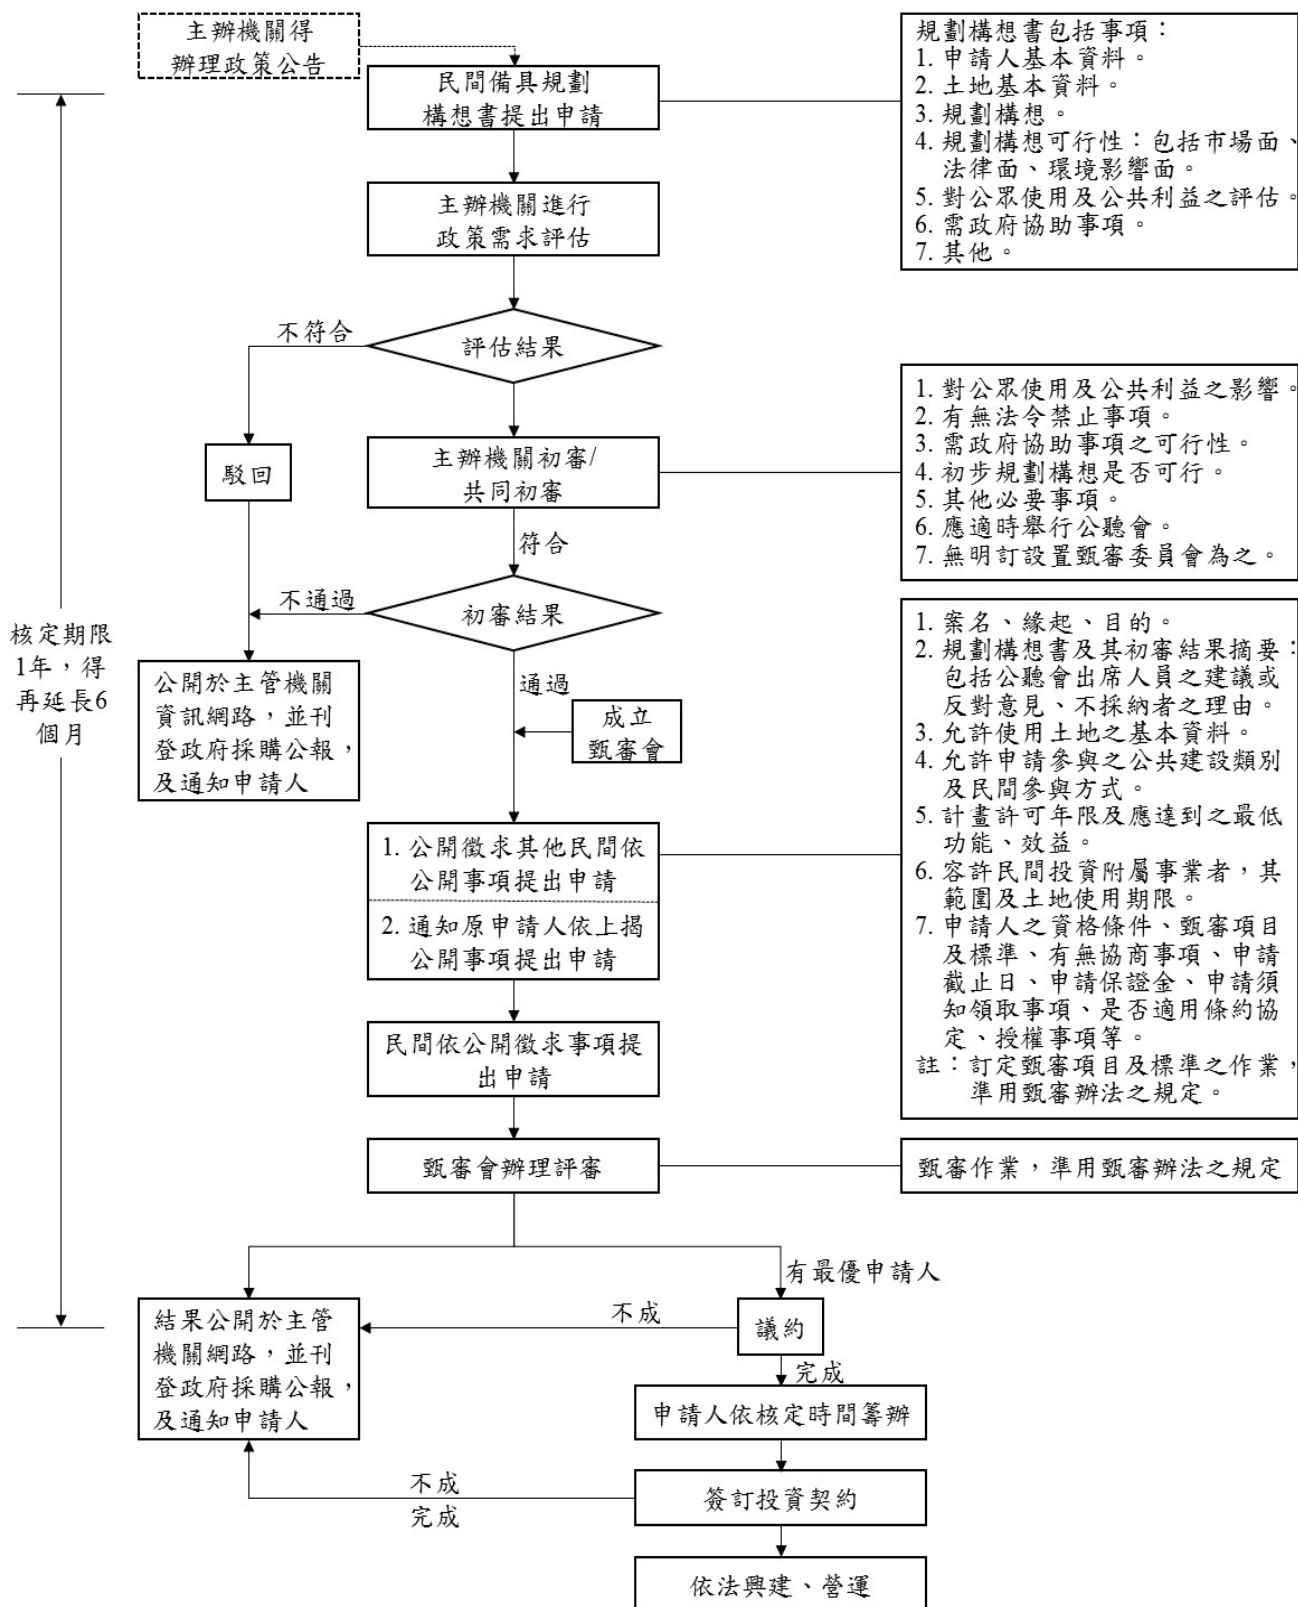 主辦機關得
辦理政策公告
民間備具規劃
構想書提出申請
規劃構想書包括事項：
1. 申請人基本資料。
2. 土地基本資料。
3. 規劃構想。
4. 規劃構想可行性：包括市場面、
法律面、環境影響面。
5. 對公眾使用及公共利益之評估。
6. 需政府協助事項。
7. 其他。
主辦機關進行
政策需求評估
不符合
評估結果
駁回
主辦機關初審/
共同初審
1. 對公眾使用及公共利益之影響。
2. 有無法令禁止事項。
3. 需政府協助事項之可行性。
4. 初步規劃構想是否可行。
5. 其他必要事項。
6. 應適時舉行公聽會。
7. 無明訂設置甄審委員會為之。
符合
不通過
初審結果
核定期限
1年，得
再延長6
個月
公開於主管機關
資訊網路，並刊
登政府採購公報，
及通知申請人
通過
成立
甄審會
1. 公開徵求其他民間依
公開事項提出申請
2. 通知原申請人依上揭
公開事項提出申請
1. 案名、緣起、目的。
2. 規劃構想書及其初審結果摘要：
包括公聽會出席人員之建議或
反對意見、不採納者之理由。
3. 允許使用土地之基本資料。
4. 允許申請參與之公共建設類別
及民間參與方式。
5. 計畫許可年限及應達到之最低
功能、效益。
6. 容許民間投資附屬事業者，其
範圍及土地使用期限。
7. 申請人之資格條件、甄審項目
及標準、有無協商事項、申請
截止日、申請保證金、申請須
知領取事項、是否適用條約協
定、授權事項等。
註：訂定甄審項目及標準之作業，
準用甄審辦法之規定。
民間依公開徵求事項提
出申請
甄審會辦理評審
甄審作業，準用甄審辦法之規定
有最優申請人
結果公開於主管
機關網路，並刊
登政府採購公報，
及通知申請人
不成
議約
完成
申請人依核定時間籌辦
不成
完成
簽訂投資契約
依法興建、營運